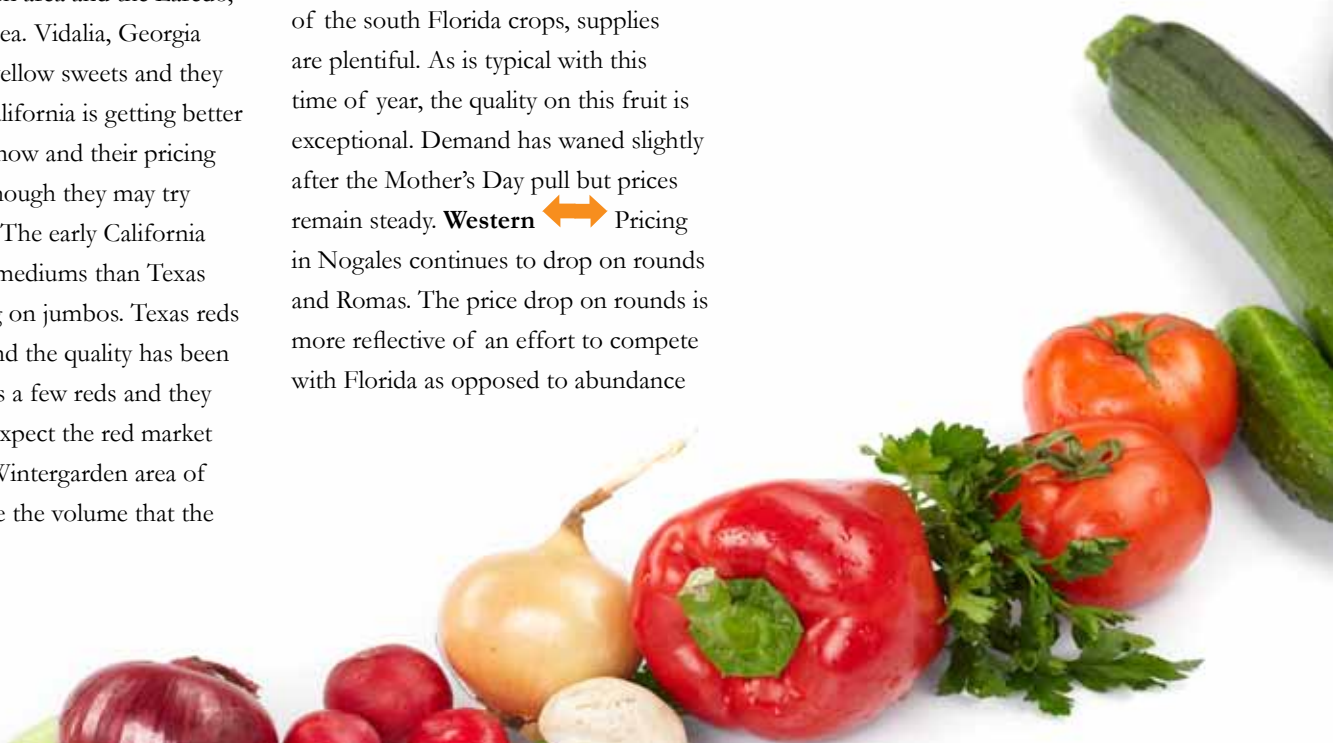 area and the Laredo,
ea. Vidalia, Georgia
ellow sweets and they
lifornia is getting better
now and their pricing
hough they may try
The early California
mediums than Texas
g on jumbos. Texas reds
nd the quality has been
s a few reds and they
xpect the red market
Wintergarden area of
e the volume that the
of the south Florida crops, supplies
are plentiful. As is typical with this
time of year, the quality on this fruit is
exceptional. Demand has waned slightly
after the Mother's Day pull but prices
remain steady. Western Pricing
in Nogales continues to drop on rounds
and Romas. The price drop on rounds is
more reflective of an effort to compete
with Florida as opposed to abundance